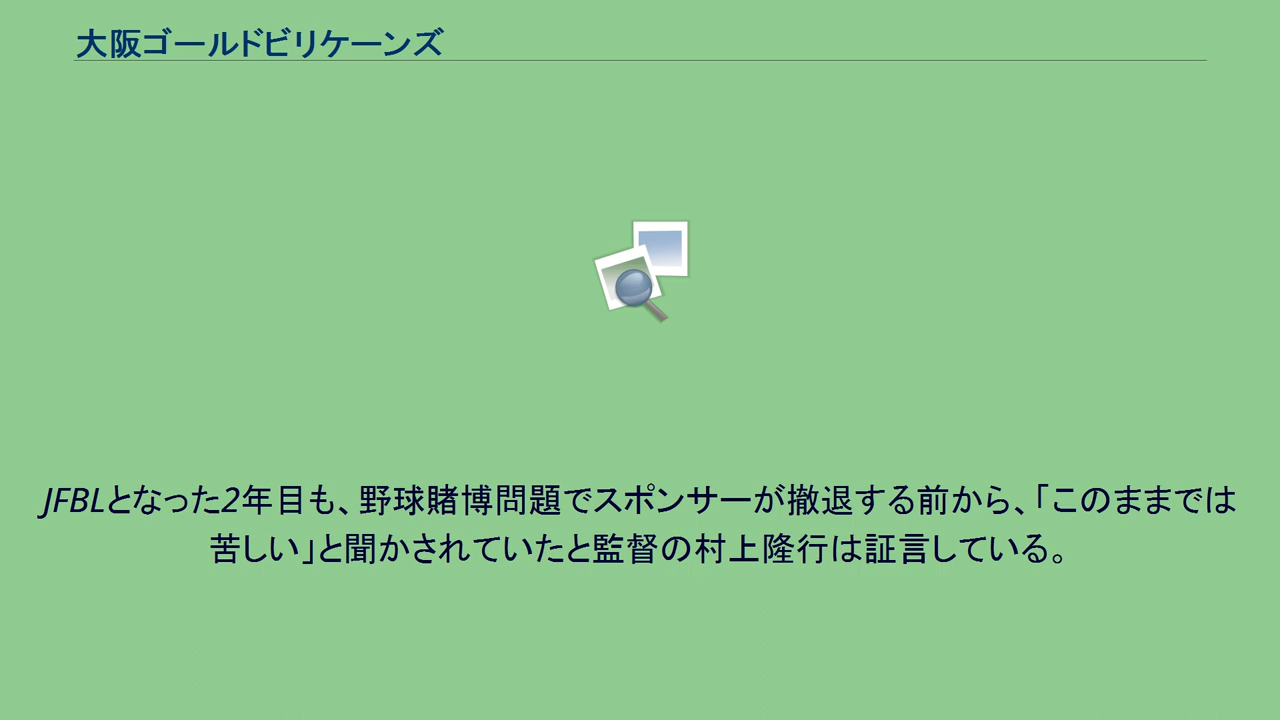 大阪ゴールドビリケーンズ
JFBLとなった2年目も、野球賭博問題でスポンサーが撤退する前から、「このままでは
苦しい」と聞かされていたと監督の村上隆行は証言している。